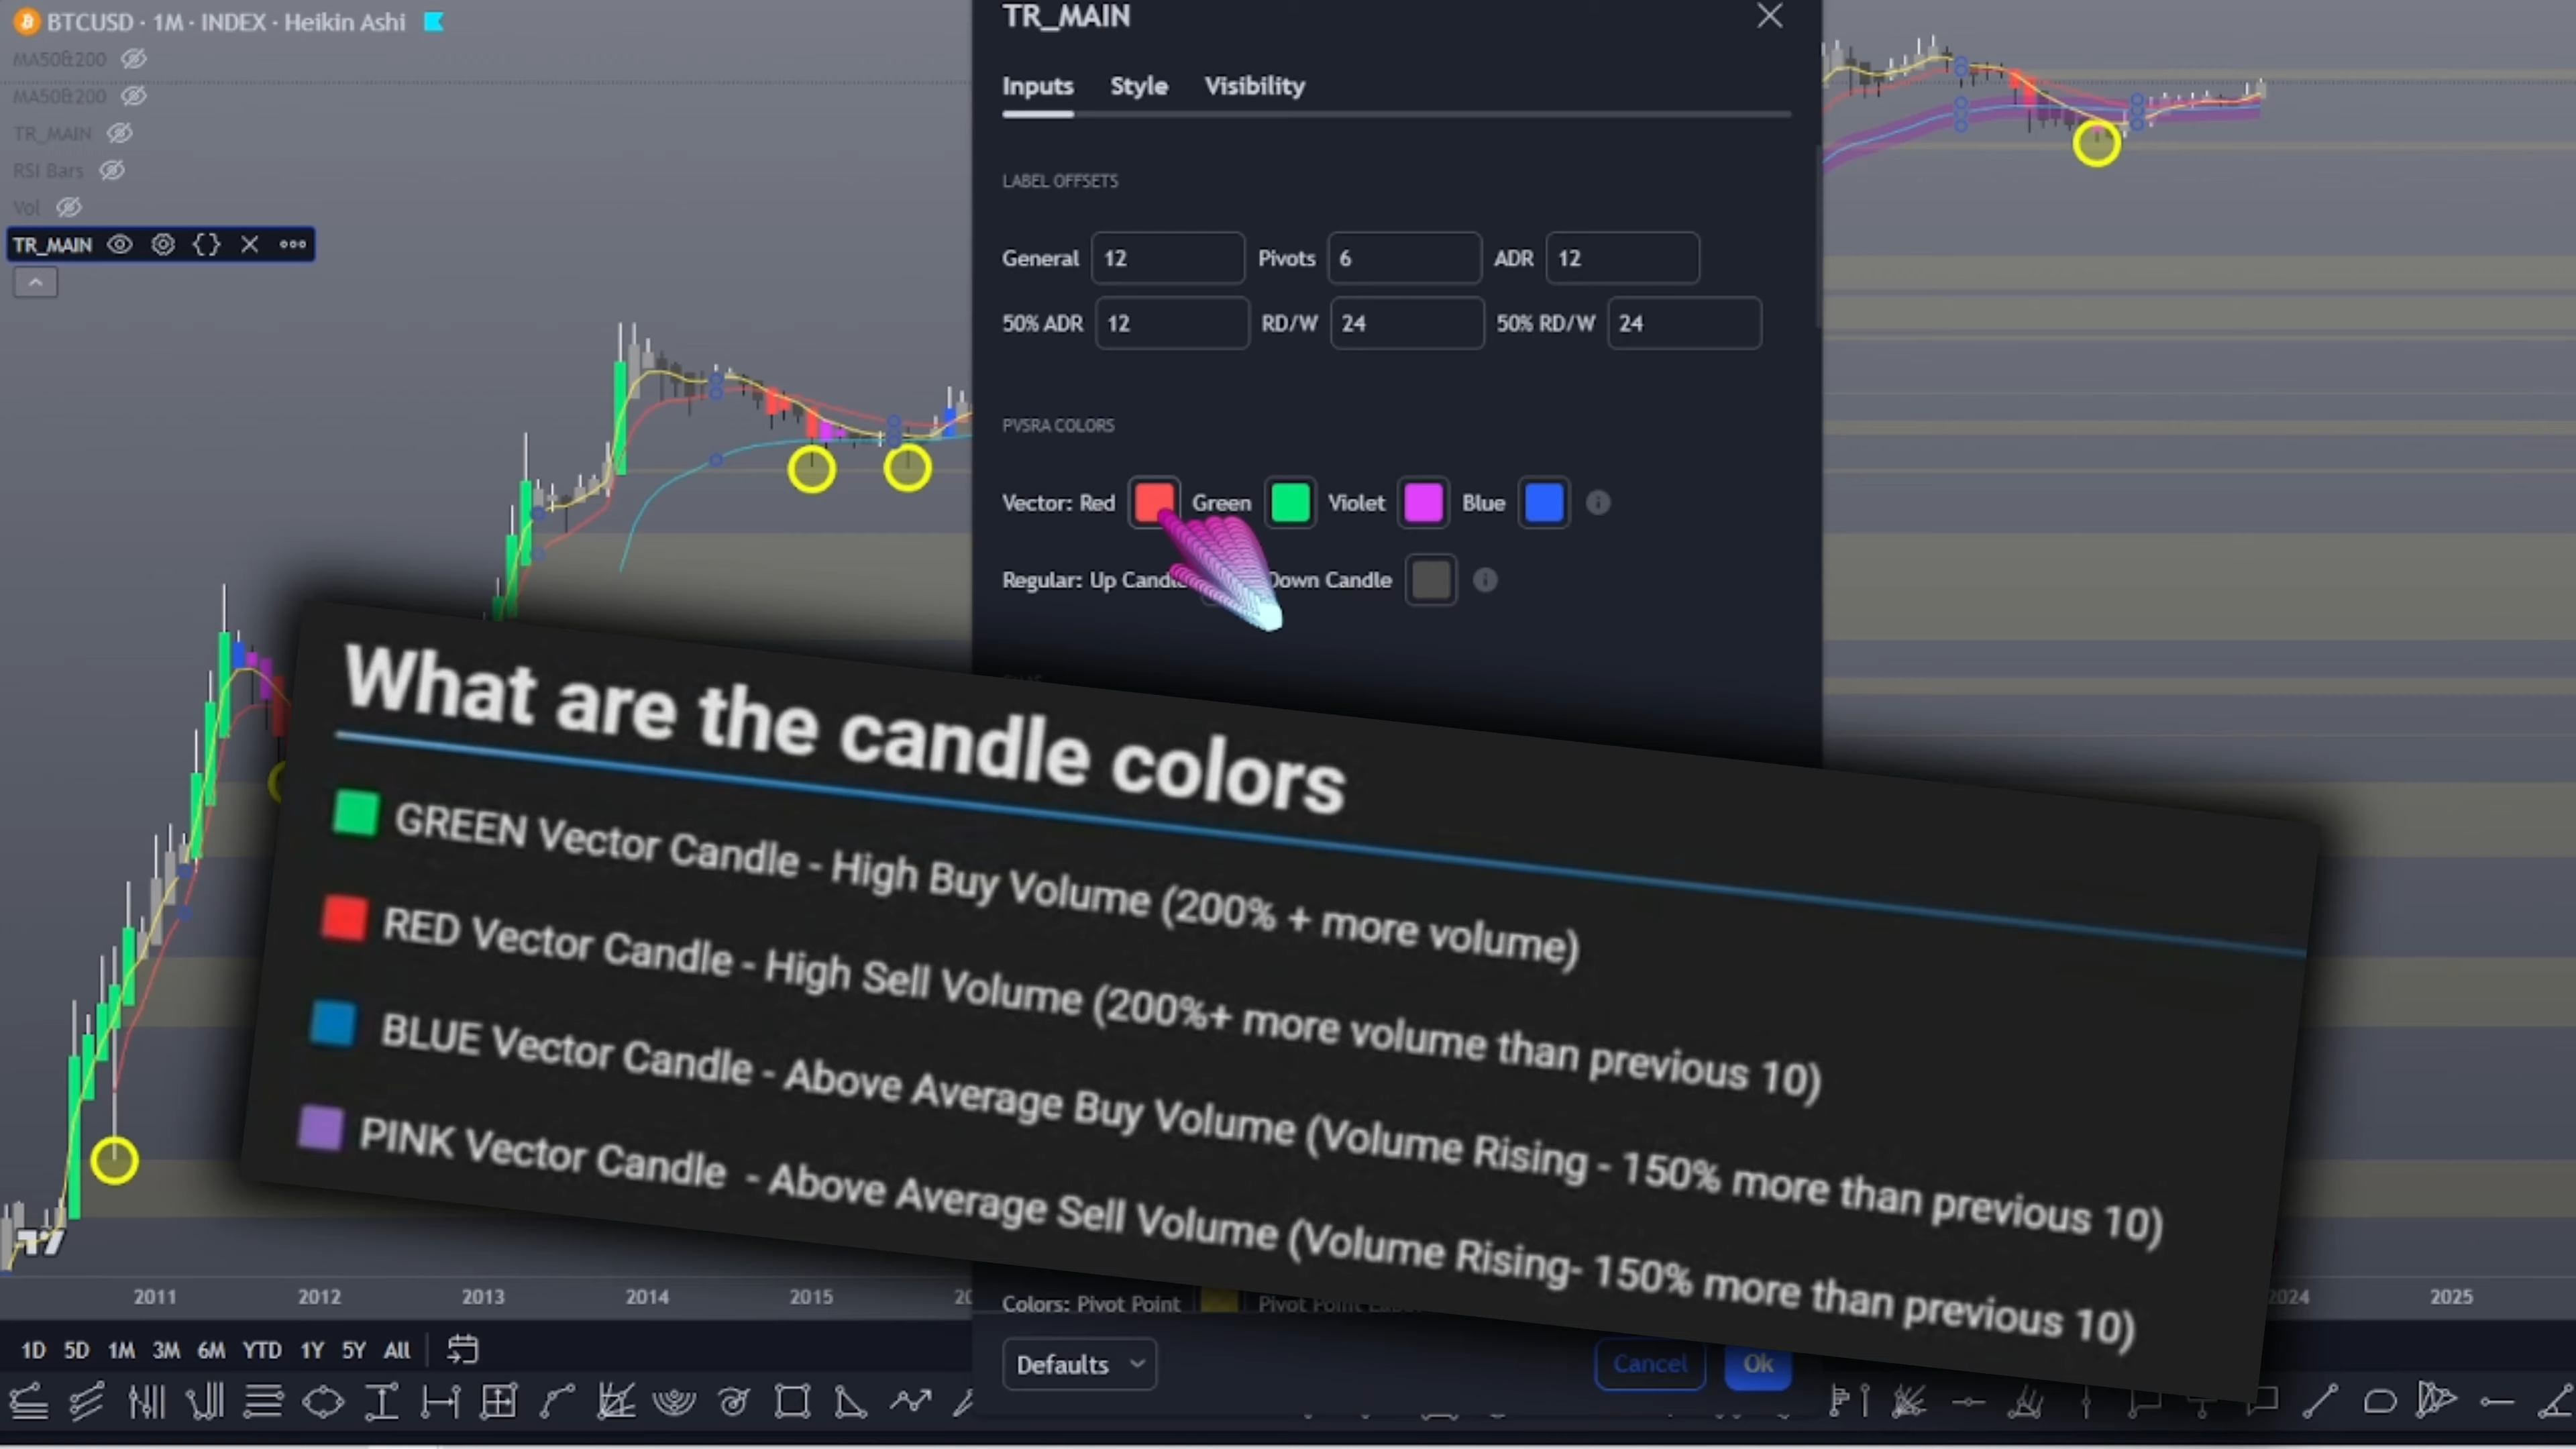 BTCUSD · 1M · INDEX · Heikin Ashi
MA50&200
MA50&200
TR_MAIN
RSI Bars
Vol
TR_MAIN
TR_MAIN
Inputs Style Visibility
LABEL OFFSETS
General 12 Pivots 6 ADR 12
50% ADR 12 RD/W 24 50% RD/W 24
PVSRA COLORS
Vector: Red Green Violet Blue
Regular: Up Candle Down Candle
What are the candle colors
GREEN Vector Candle - High Buy Volume (200% + more volume)
RED Vector Candle - High Sell Volume (200%+ more volume than previous 10)
BLUE Vector Candle - Above Average Buy Volume (Volume Rising - 150% more than previous 10)
PINK Vector Candle - Above Average Sell Volume (Volume Rising- 150% more than previous 10)
Colors: Pivot Point Pivot Point Label
2011 2012 2013 2014 2015 2024 2025
1D 5D 1M 3M 6M YTD 1Y 5Y All
Defaults Cancel Ok